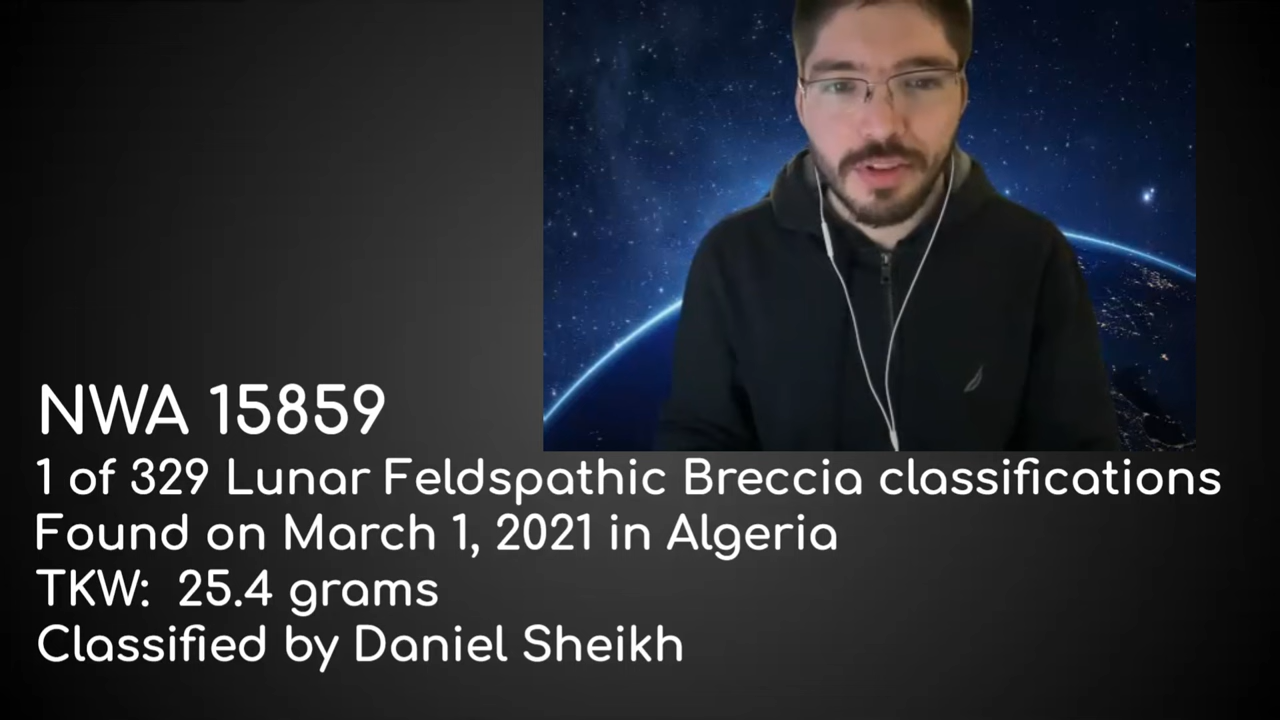 NWA 15859
1 of 329 Lunar Feldspathic Breccia classifications
Found on March 1, 2021 in Algeria
TKW: 25.4 grams
Classified by Daniel Sheikh